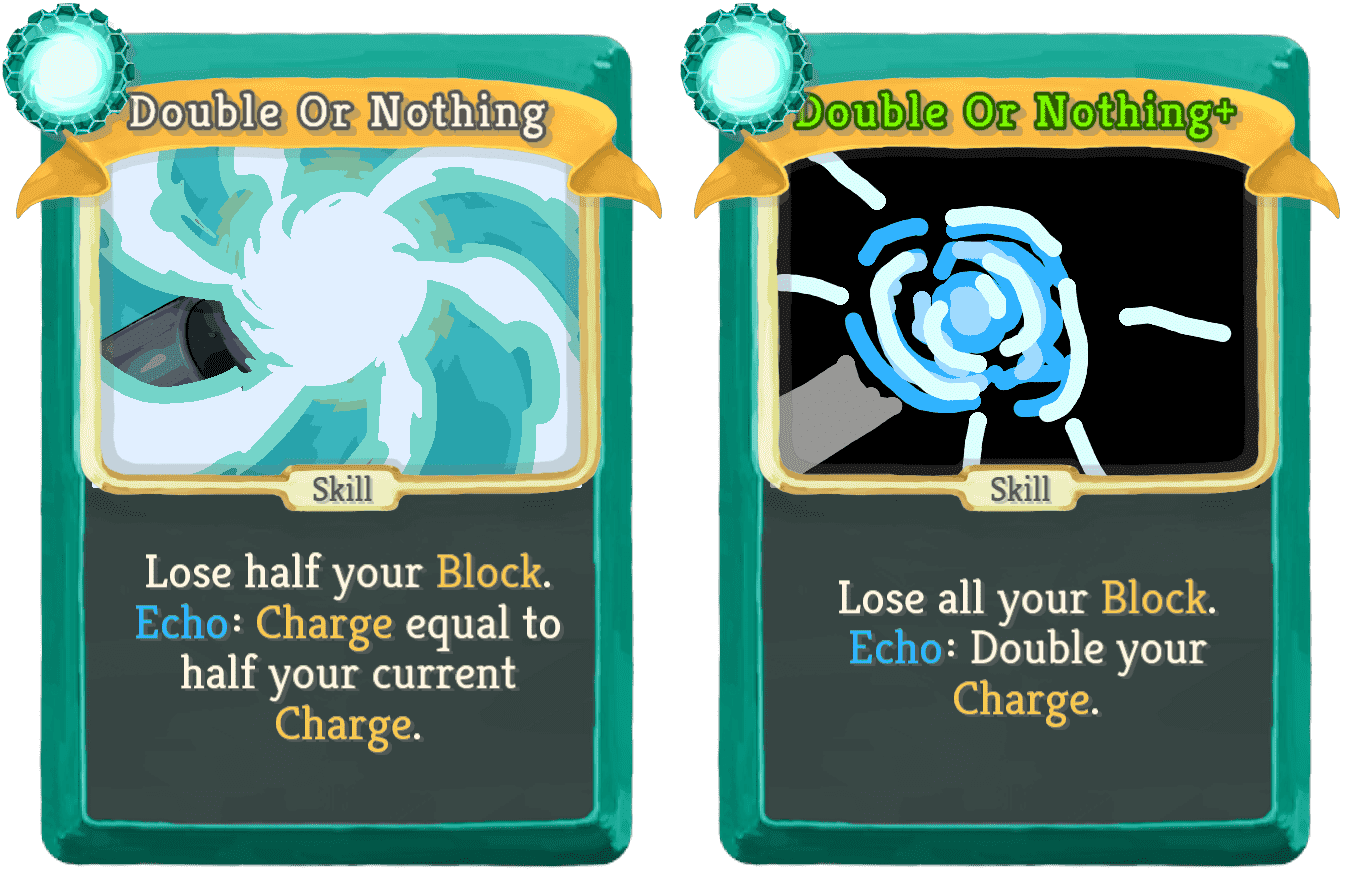 Double Or Nothing
Skill
Lose half your Block.
Echo: Charge equal to
half your current
Charge.
Double Or Nothing+
Skill
Lose all your Block.
Echo: Double your
Charge.